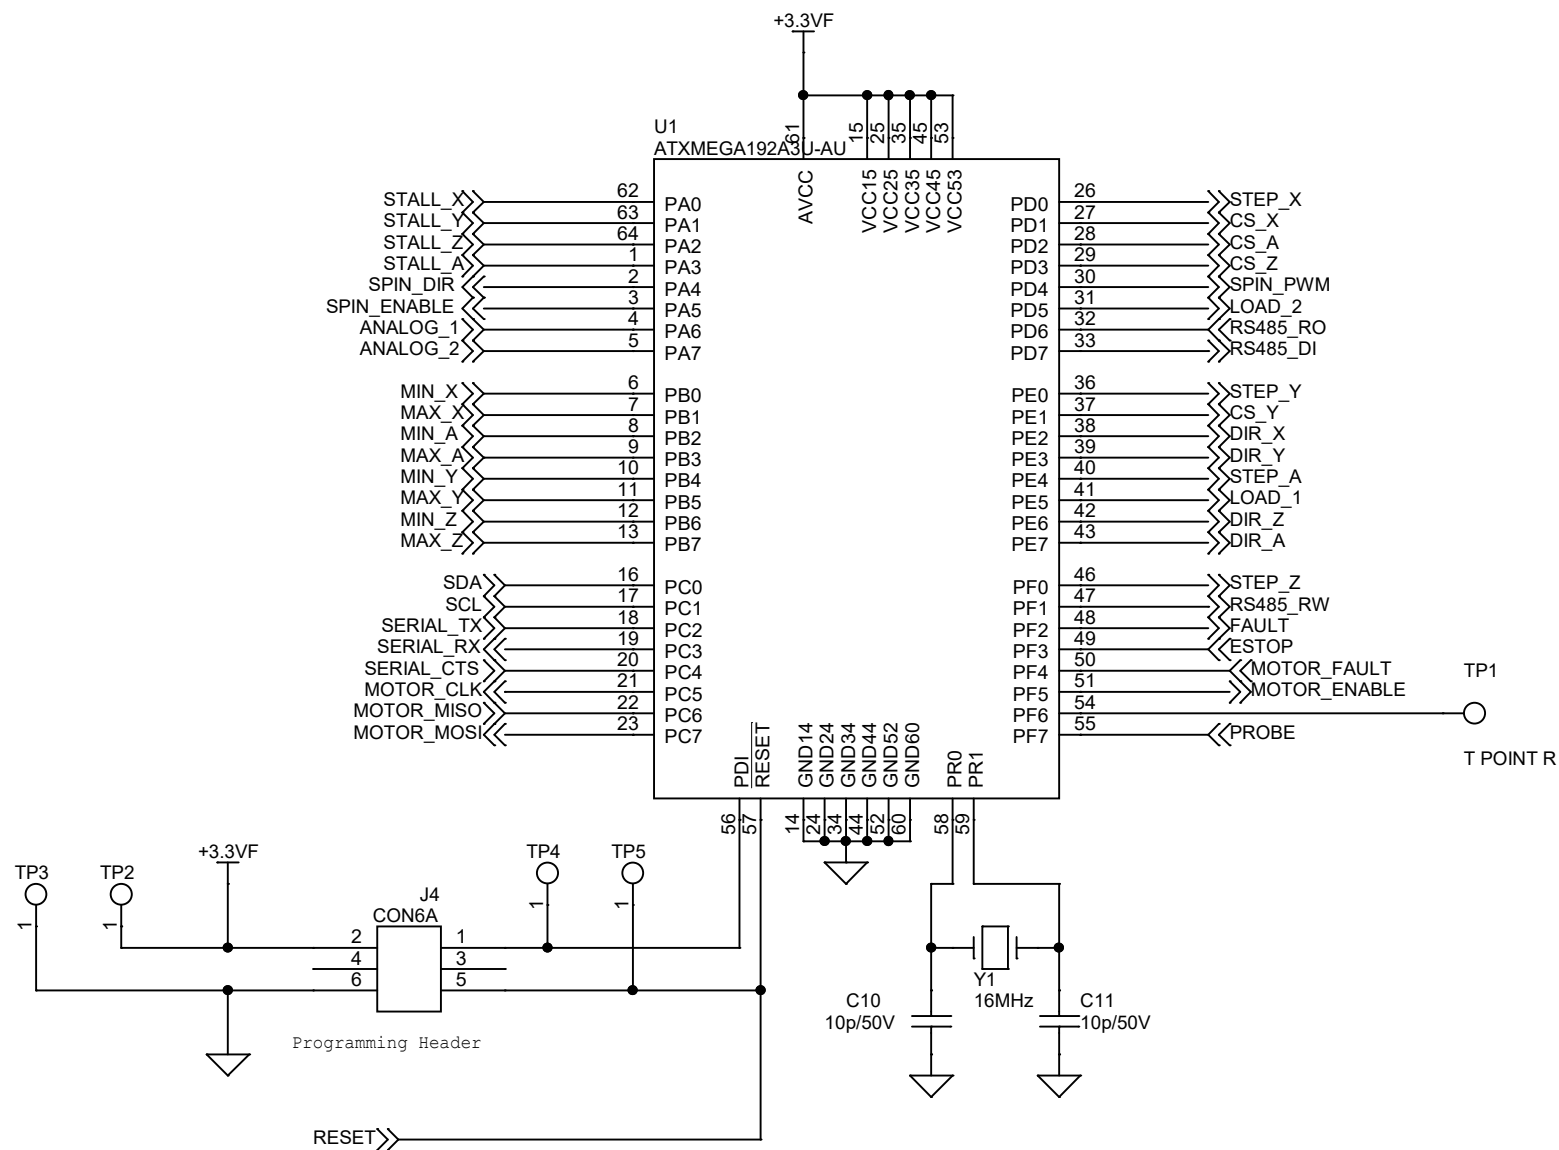 +3.3VF
U1
ATXMEGA192A3U-AU
61 15 25 35 45 53
AVCC VCC15 VCC25 VCC35 VCC45 VCC53
STALL_X 62 PA0 PD0 26 STEP_X
STALL_Y 63 PA1 PD1 27 CS_X
STALL_Z 64 PA2 PD2 28 CS_A
STALL_A 1 PA3 PD3 29 CS_Z
SPIN_DIR 2 PA4 PD4 30 SPIN_PWM
SPIN_ENABLE 3 PA5 PD5 31 LOAD_2
ANALOG_1 4 PA6 PD6 32 RS485_RO
ANALOG_2 5 PA7 PD7 33 RS485_DI
MIN_X 6 PB0 PE0 36 STEP_Y
MAX_X 7 PB1 PE1 37 CS_Y
MIN_A 8 PB2 PE2 38 DIR_X
MAX_A 9 PB3 PE3 39 DIR_Y
MIN_Y 10 PB4 PE4 40 STEP_A
MAX_Y 11 PB5 PE5 41 LOAD_1
MIN_Z 12 PB6 PE6 42 DIR_Z
MAX_Z 13 PB7 PE7 43 DIR_A
SDA 16 PC0 PF0 46 STEP_Z
SCL 17 PC1 PF1 47 RS485_RW
SERIAL_TX 18 PC2 PF2 48 FAULT
SERIAL_RX 19 PC3 PF3 49 ESTOP
SERIAL_CTS 20 PC4 PF4 50 MOTOR_FAULT
MOTOR_CLK 21 PC5 PF5 51 MOTOR_ENABLE
MOTOR_MISO 22 PC6 PF6 54 TP1
MOTOR_MOSI 23 PC7 PF7 55 PROBE
T POINT R
PDI RESET GND14 GND24 GND34 GND44 GND52 GND60 PR0 PR1
56 57 14 24 34 44 52 60 58 59
TP3 TP2 +3.3VF TP4 TP5
1 1 1 1
J4
CON6A
2 1
4 3
6 5
Programming Header
Y1
16MHz
C10
10p/50V
C11
10p/50V
RESET